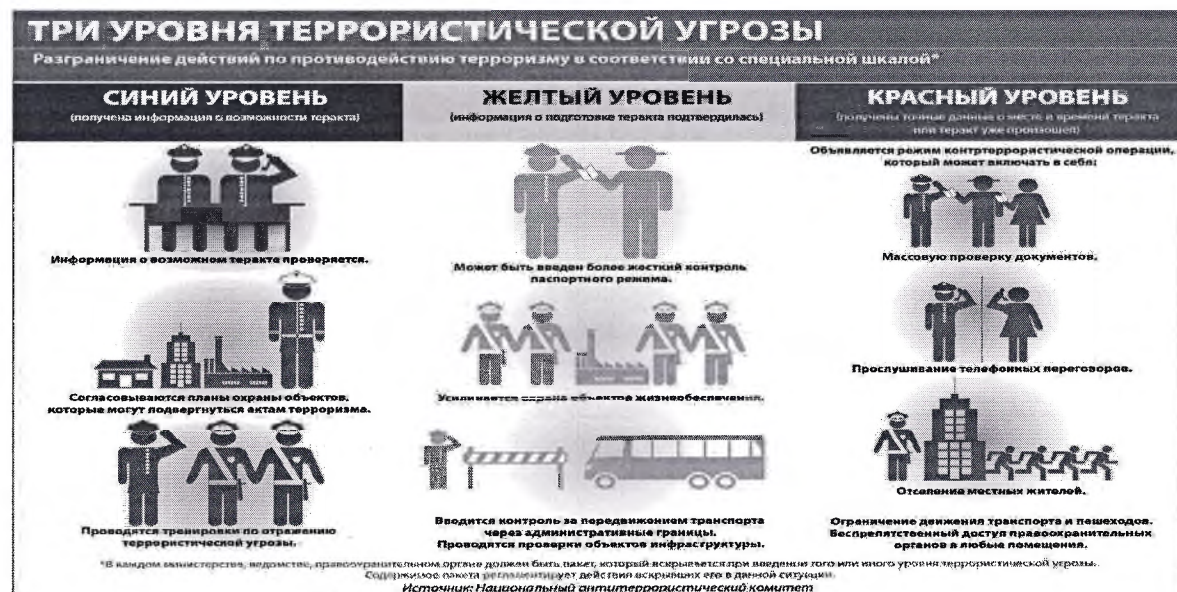 ТРИ УРОВНЯ ТЕРРОРИСТИЧЕСКОЙ УГРОЗЫ
Разграничение действий по противодействию терроризму в соответствии со специальной шкалой*
СИНИЙ УРОВЕНЬ
(получена информация о возможности теракта)
Информация о возможном теракте проверяется.
Согласовываются планы охраны объектов,
которые могут подвергнуться актам терроризма.
Проводятся тренировки по отражению
террористической угрозы.
ЖЕЛТЫЙ УРОВЕНЬ
(информация о подготовке теракта подтвердилась)
Может быть введен более жесткий контроль
паспортного режима.
Усиливается охрана объектов жизнеобеспечения.
Вводится контроль за передвижением транспорта
через административные границы.
Проводятся проверки объектов инфраструктуры.
КРАСНЫЙ УРОВЕНЬ
(получены точные данные о месте и времени теракта
или теракт уже произошел)
Объявляется режим контртеррористической операции,
который может включать в себя:
Массовую проверку документов.
Прослушивание телефонных переговоров.
Отселение местных жителей.
Ограничение движения транспорта и пешеходов.
Беспрепятственный доступ правоохранительных
органов в любые помещения.
*В каждом министерстве, ведомстве, правоохранительном органе должен быть пакет, который вскрывается при введении того или иного уровня террористической угрозы.
Содержимое пакета регламентирует действия вскрывших его в данной ситуации.
Источник: Национальный антитеррористический комитет